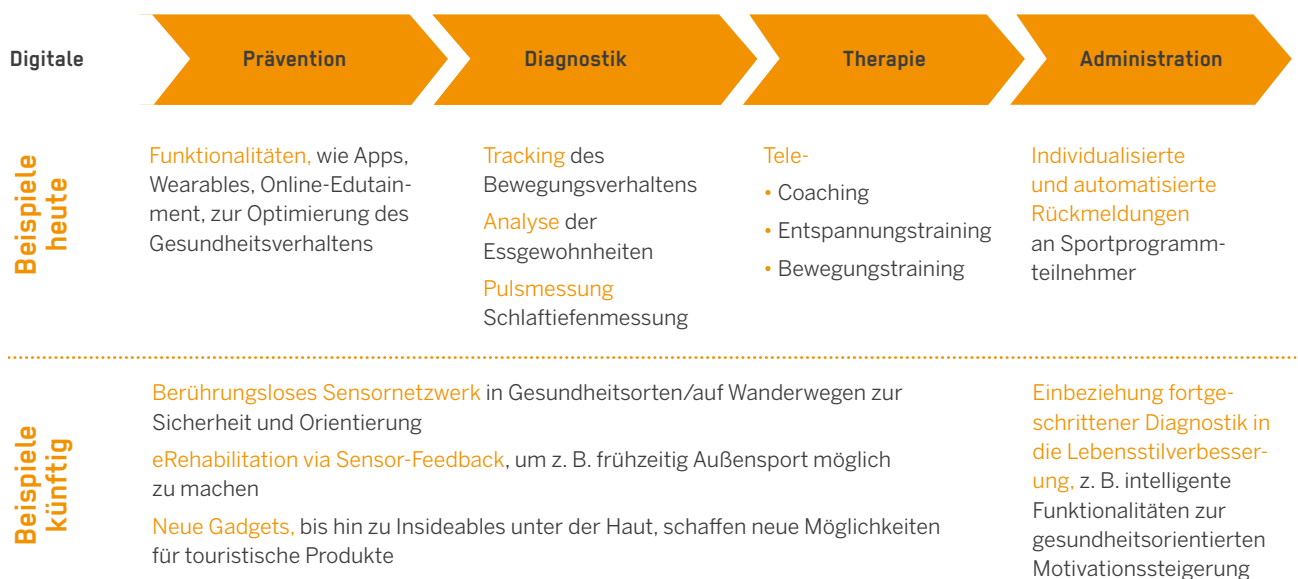 Digitale
Prävention
Diagnostik
Therapie
Administration
Beispiele
heute
Funktionalitäten, wie Apps,
Wearables, Online-Edutain-
ment, zur Optimierung des
Gesundheitsverhaltens
Tracking des
Bewegungsverhaltens
Analyse der
Essgewohnheiten
Pulsmessung
Schlaftiefenmessung
Tele-
• Coaching
• Entspannungstraining
• Bewegungstraining
Individualisierte
und automatisierte
Rückmeldungen
an Sportprogramm-
teilnehmer
Beispiele
künftig
Berührungsloses Sensornetzwerk in Gesundheitsorten/auf Wanderwegen zur
Sicherheit und Orientierung
eRehabilitation via Sensor-Feedback, um z. B. frühzeitig Außensport möglich
zu machen
Neue Gadgets, bis hin zu Insideables unter der Haut, schaffen neue Möglichkeiten
für touristische Produkte
Einbeziehung fortge-
schrittener Diagnostik in
die Lebensstilverbesser-
ung, z. B. intelligente
Funktionalitäten zur
gesundheitsorientierten
Motivationssteigerung